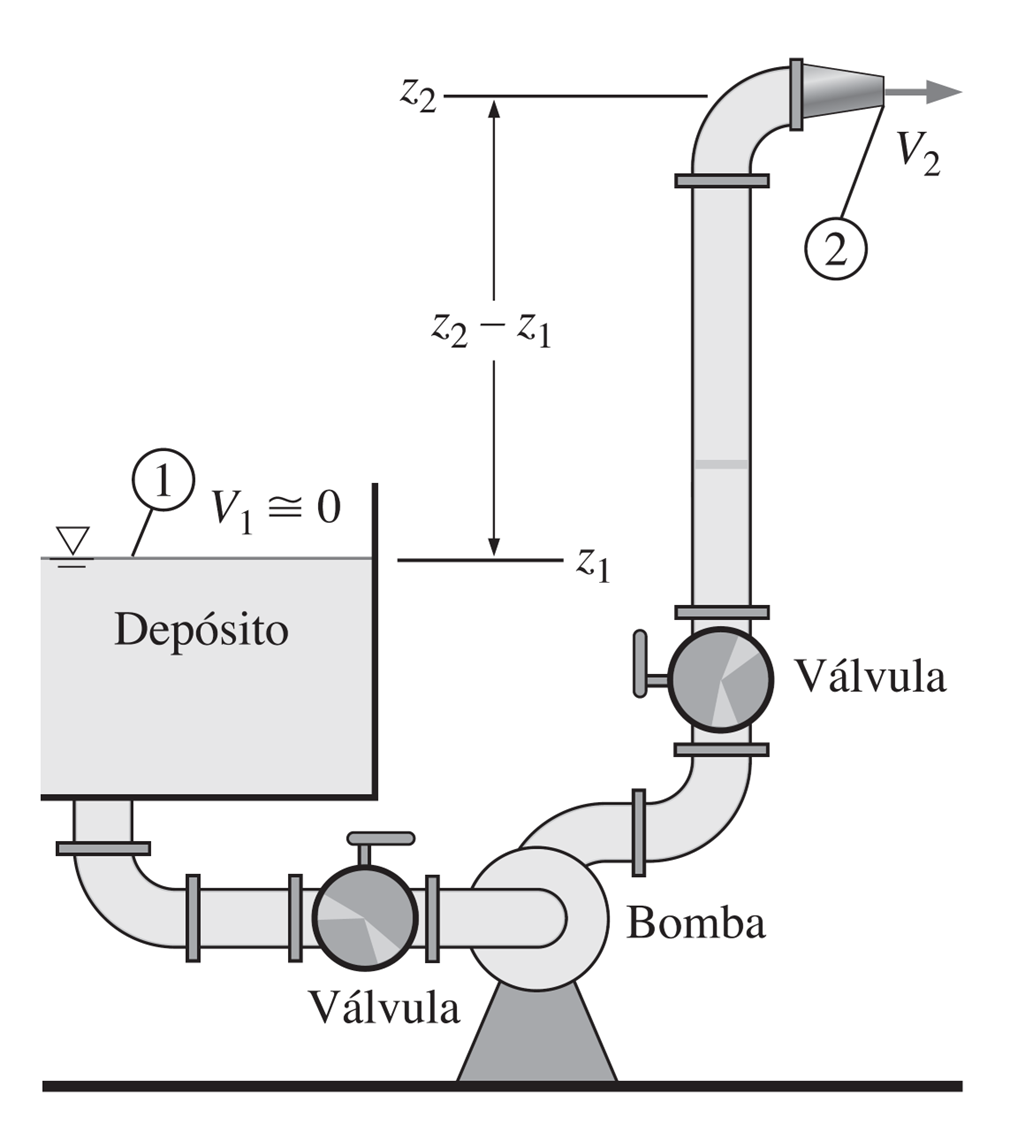 z₂
V₂
2
z₂ – z₁
1
V₁ ≅ 0
z₁
Depósito
Válvula
Bomba
Válvula